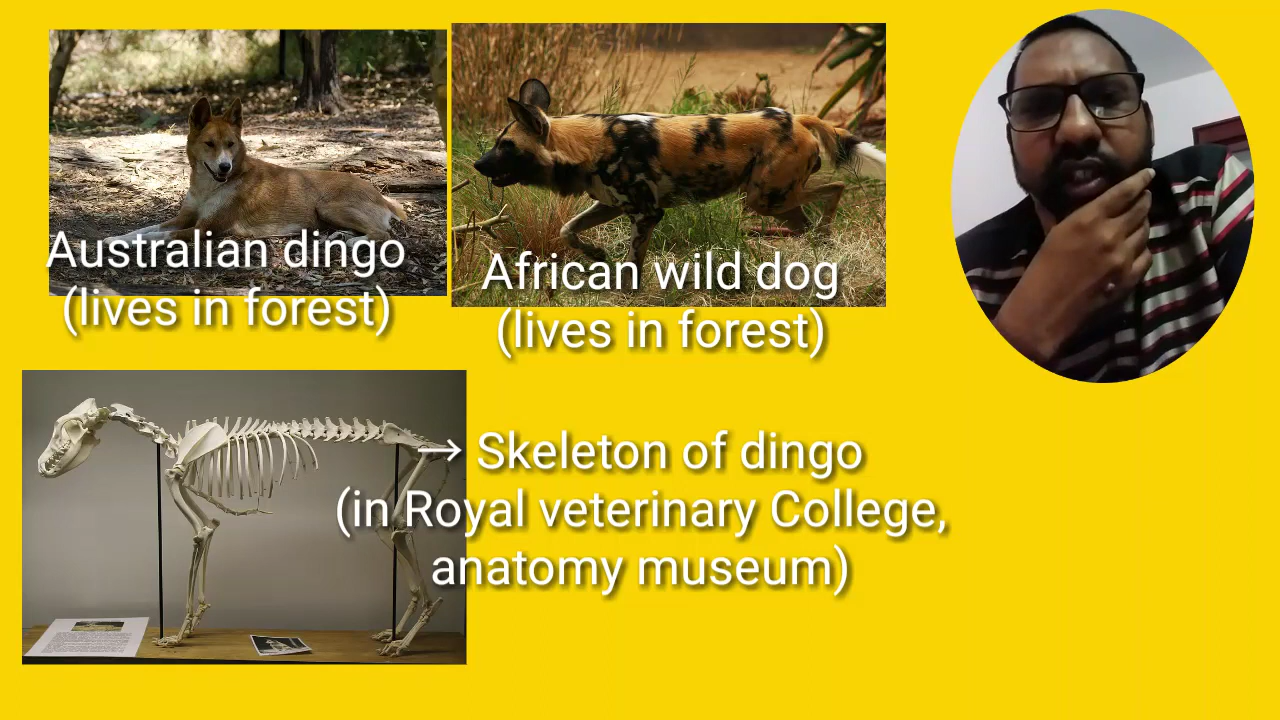 Australian dingo
(lives in forest)
African wild dog
(lives in forest)
→ Skeleton of dingo
(in Royal veterinary College,
anatomy museum)